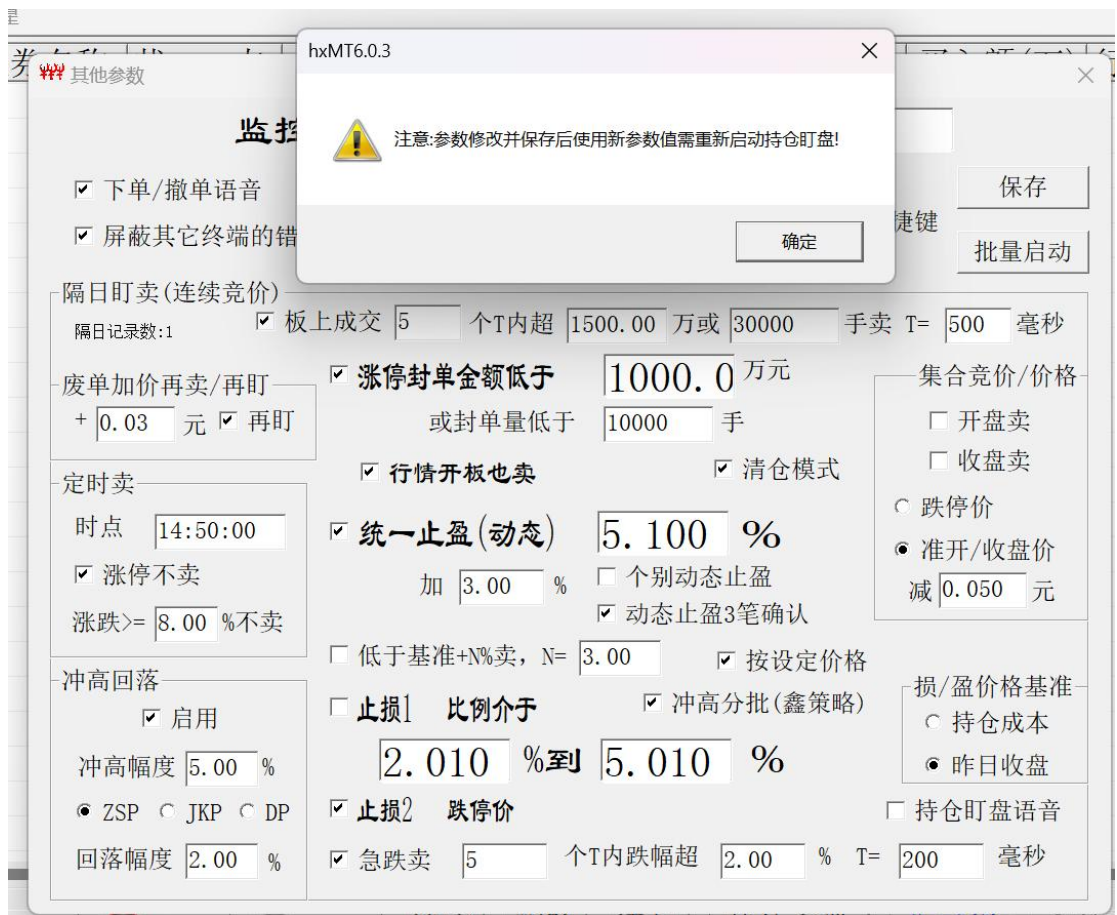 hxMT6.0.3
其他参数
注意:参数修改并保存后使用新参数值需重新启动持仓盯盘!
确定
下单/撤单语音
保存
屏蔽其它终端的错
捷键
批量启动
隔日盯卖(连续竞价)
隔日记录数:1
板上成交 5 个T内超 1500.00 万或 30000 手卖 T= 500 毫秒
废单加价再卖/再盯
+ 0.03 元 再盯
涨停封单金额低于 1000.0 万元
或封单量低于 10000 手
集合竞价/价格
开盘卖
收盘卖
跌停价
准开/收盘价
减 0.050 元
行情开板也卖 清仓模式
定时卖
时点 14:50:00
涨停不卖
涨跌>= 8.00 %不卖
统一止盈(动态) 5.100 %
加 3.00 % 个别动态止盈
动态止盈3笔确认
低于基准+N%卖, N= 3.00 按设定价格
冲高回落
启用
冲高幅度 5.00 %
ZSP JKP DP
回落幅度 2.00 %
止损1 比例介于 冲高分批(鑫策略)
2.010 %到 5.010 %
损/盈价格基准
持仓成本
昨日收盘
止损2 跌停价 持仓盯盘语音
急跌卖 5 个T内跌幅超 2.00 % T= 200 毫秒